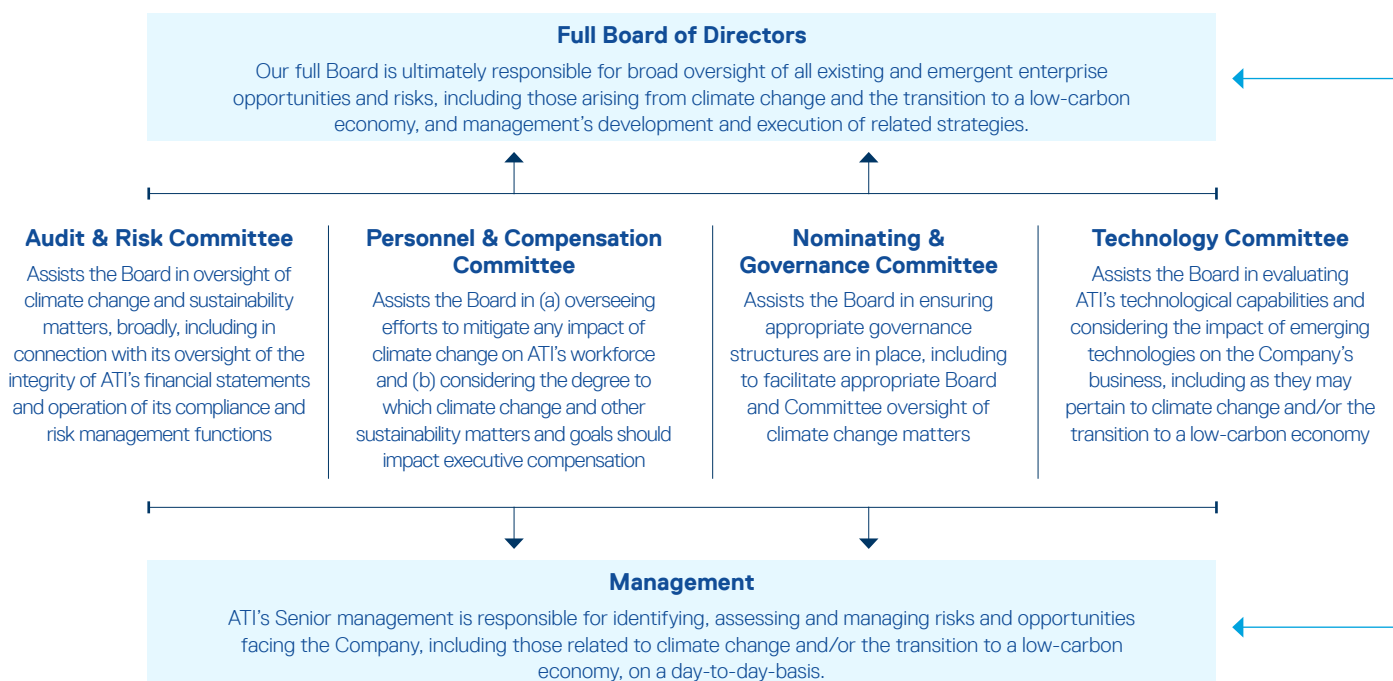 Full Board of Directors
Our full Board is ultimately responsible for broad oversight of all existing and emergent enterprise
opportunities and risks, including those arising from climate change and the transition to a low-carbon
economy, and management's development and execution of related strategies.
Audit & Risk Committee
Assists the Board in oversight of
climate change and sustainability
matters, broadly, including in
connection with its oversight of the
integrity of ATI's financial statements
and operation of its compliance and
risk management functions
Personnel & Compensation
Committee
Assists the Board in (a) overseeing
efforts to mitigate any impact of
climate change on ATI's workforce
and (b) considering the degree to
which climate change and other
sustainability matters and goals should
impact executive compensation
Nominating &
Governance Committee
Assists the Board in ensuring
appropriate governance
structures are in place, including
to facilitate appropriate Board
and Committee oversight of
climate change matters
Technology Committee
Assists the Board in evaluating
ATI's technological capabilities and
considering the impact of emerging
technologies on the Company's
business, including as they may
pertain to climate change and/or the
transition to a low-carbon economy
Management
ATI's Senior management is responsible for identifying, assessing and managing risks and opportunities
facing the Company, including those related to climate change and/or the transition to a low-carbon
economy, on a day-to-day-basis.